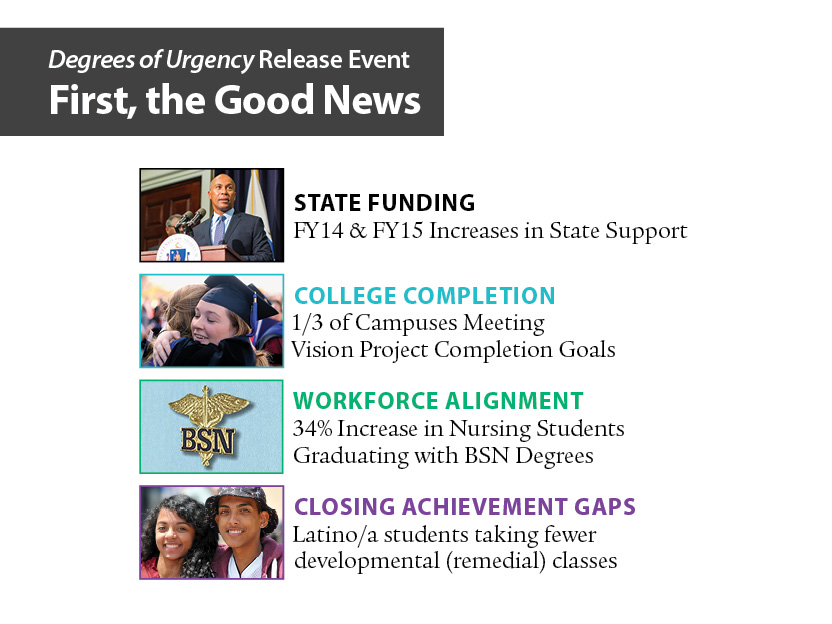 Degrees of Urgency Release Event
First, the Good News
STATE FUNDING
FY14 & FY15 Increases in State Support
COLLEGE COMPLETION
1/3 of Campuses Meeting
Vision Project Completion Goals
BSN
WORKFORCE ALIGNMENT
34% Increase in Nursing Students
Graduating with BSN Degrees
CLOSING ACHIEVEMENT GAPS
Latino/a students taking fewer
developmental (remedial) classes